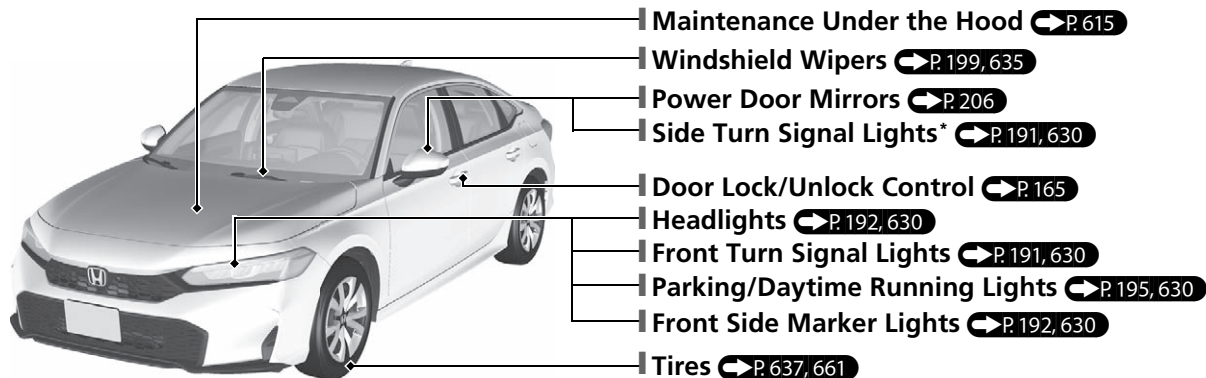 Maintenance Under the Hood P. 615
Windshield Wipers P. 199, 635
Power Door Mirrors P. 206
Side Turn Signal Lights* P. 191, 630
Door Lock/Unlock Control P. 165
Headlights P. 192, 630
Front Turn Signal Lights P. 191, 630
Parking/Daytime Running Lights P. 195, 630
Front Side Marker Lights P. 192, 630
Tires P. 637, 661